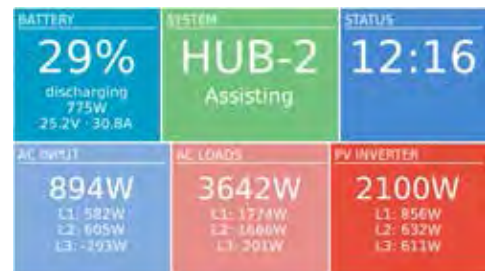 BATTERY
29%
discharging
775W
25.2V · 30.8A
SYSTEM
HUB-2
Assisting
STATUS
12:16
AC INPUT
894W
L1: 582W
L2: 605W
L3: -293W
AC LOADS
3642W
L1: 1774W
L2: 1666W
L3: 201W
PV INVERTER
2100W
L1: 856W
L2: 632W
L3: 611W